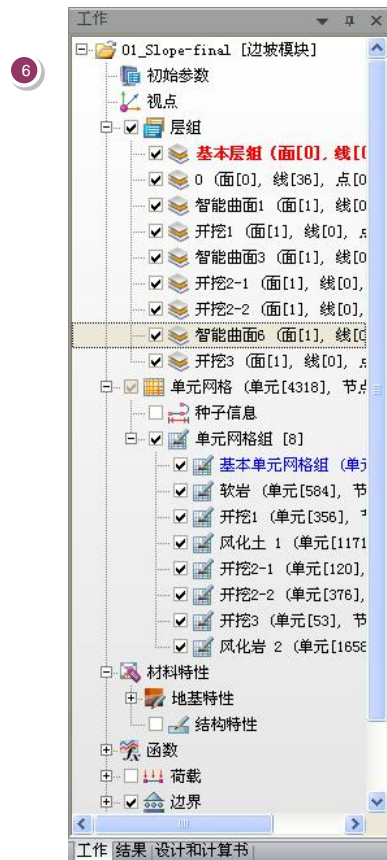 工作
6
01_Slope-final [边坡模块]
初始参数
视点
层组
基本层组 (面[0], 线[(
0 (面[0], 线[36], 点[0
智能曲面1 (面[1], 线[0
开挖1 (面[1], 线[0],
智能曲面3 (面[1], 线[0
开挖2-1 (面[1], 线[0],
开挖2-2 (面[1], 线[0],
智能曲面6 (面[1], 线[0
开挖3 (面[1], 线[0],
单元网格 (单元[4318], 节点
种子信息
单元网格组 [8]
基本单元网格组 (单元
软岩 (单元[584], 节
开挖1 (单元[356],
风化土 1 (单元[1171
开挖2-1 (单元[120],
开挖2-2 (单元[376],
开挖3 (单元[53], 节
风化岩 2 (单元[1658
材料特性
地基特性
结构特性
函数
荷载
边界
工作 结果 设计和计算书